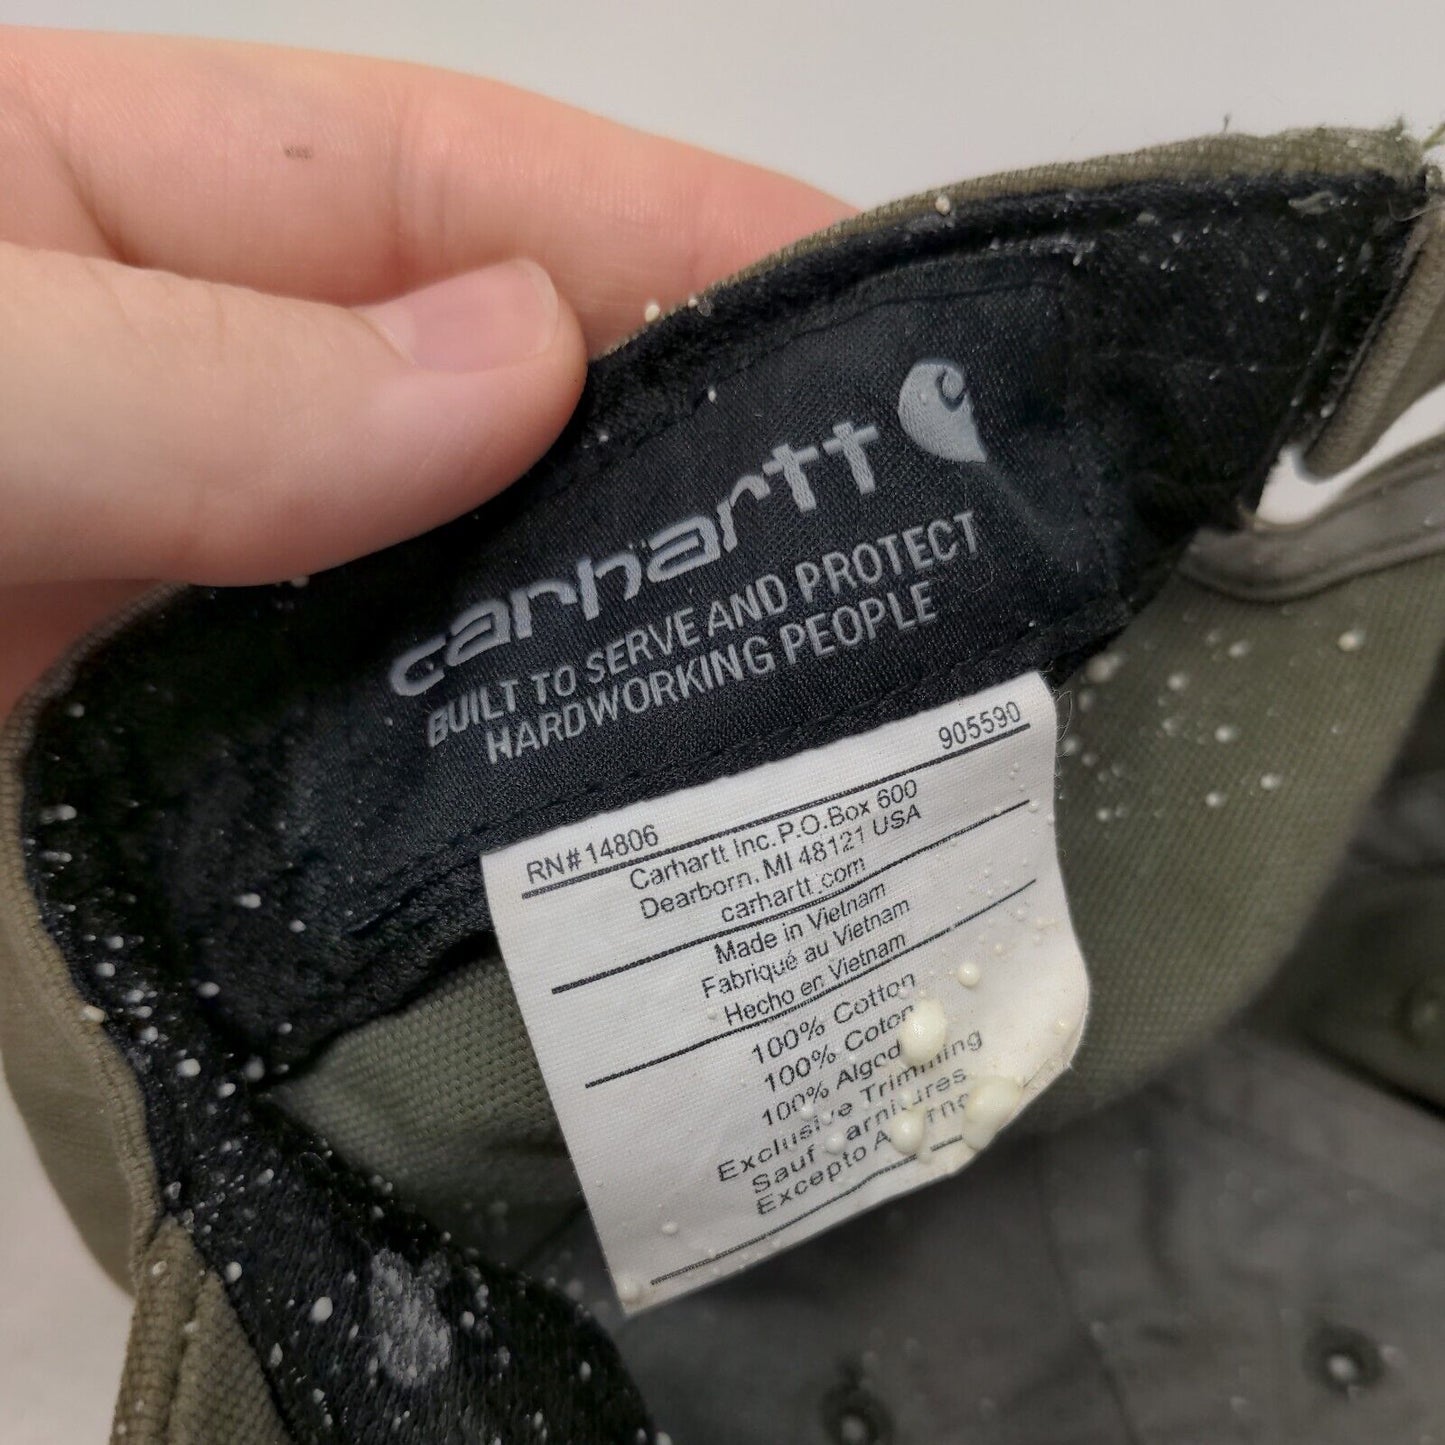 carhartt
BUILT TO SERVE AND PROTECT
HARDWORKING PEOPLE
RN#14806 905590
Carhartt Inc. P.O.Box 600
Dearborn, MI 48121 USA
carhartt.com
Made in Vietnam
Fabriqué au Vietnam
Hecho en Vietnam
100% Cotton
100% Coton
100%
Exclusive Trimming
Sauf
Excepto